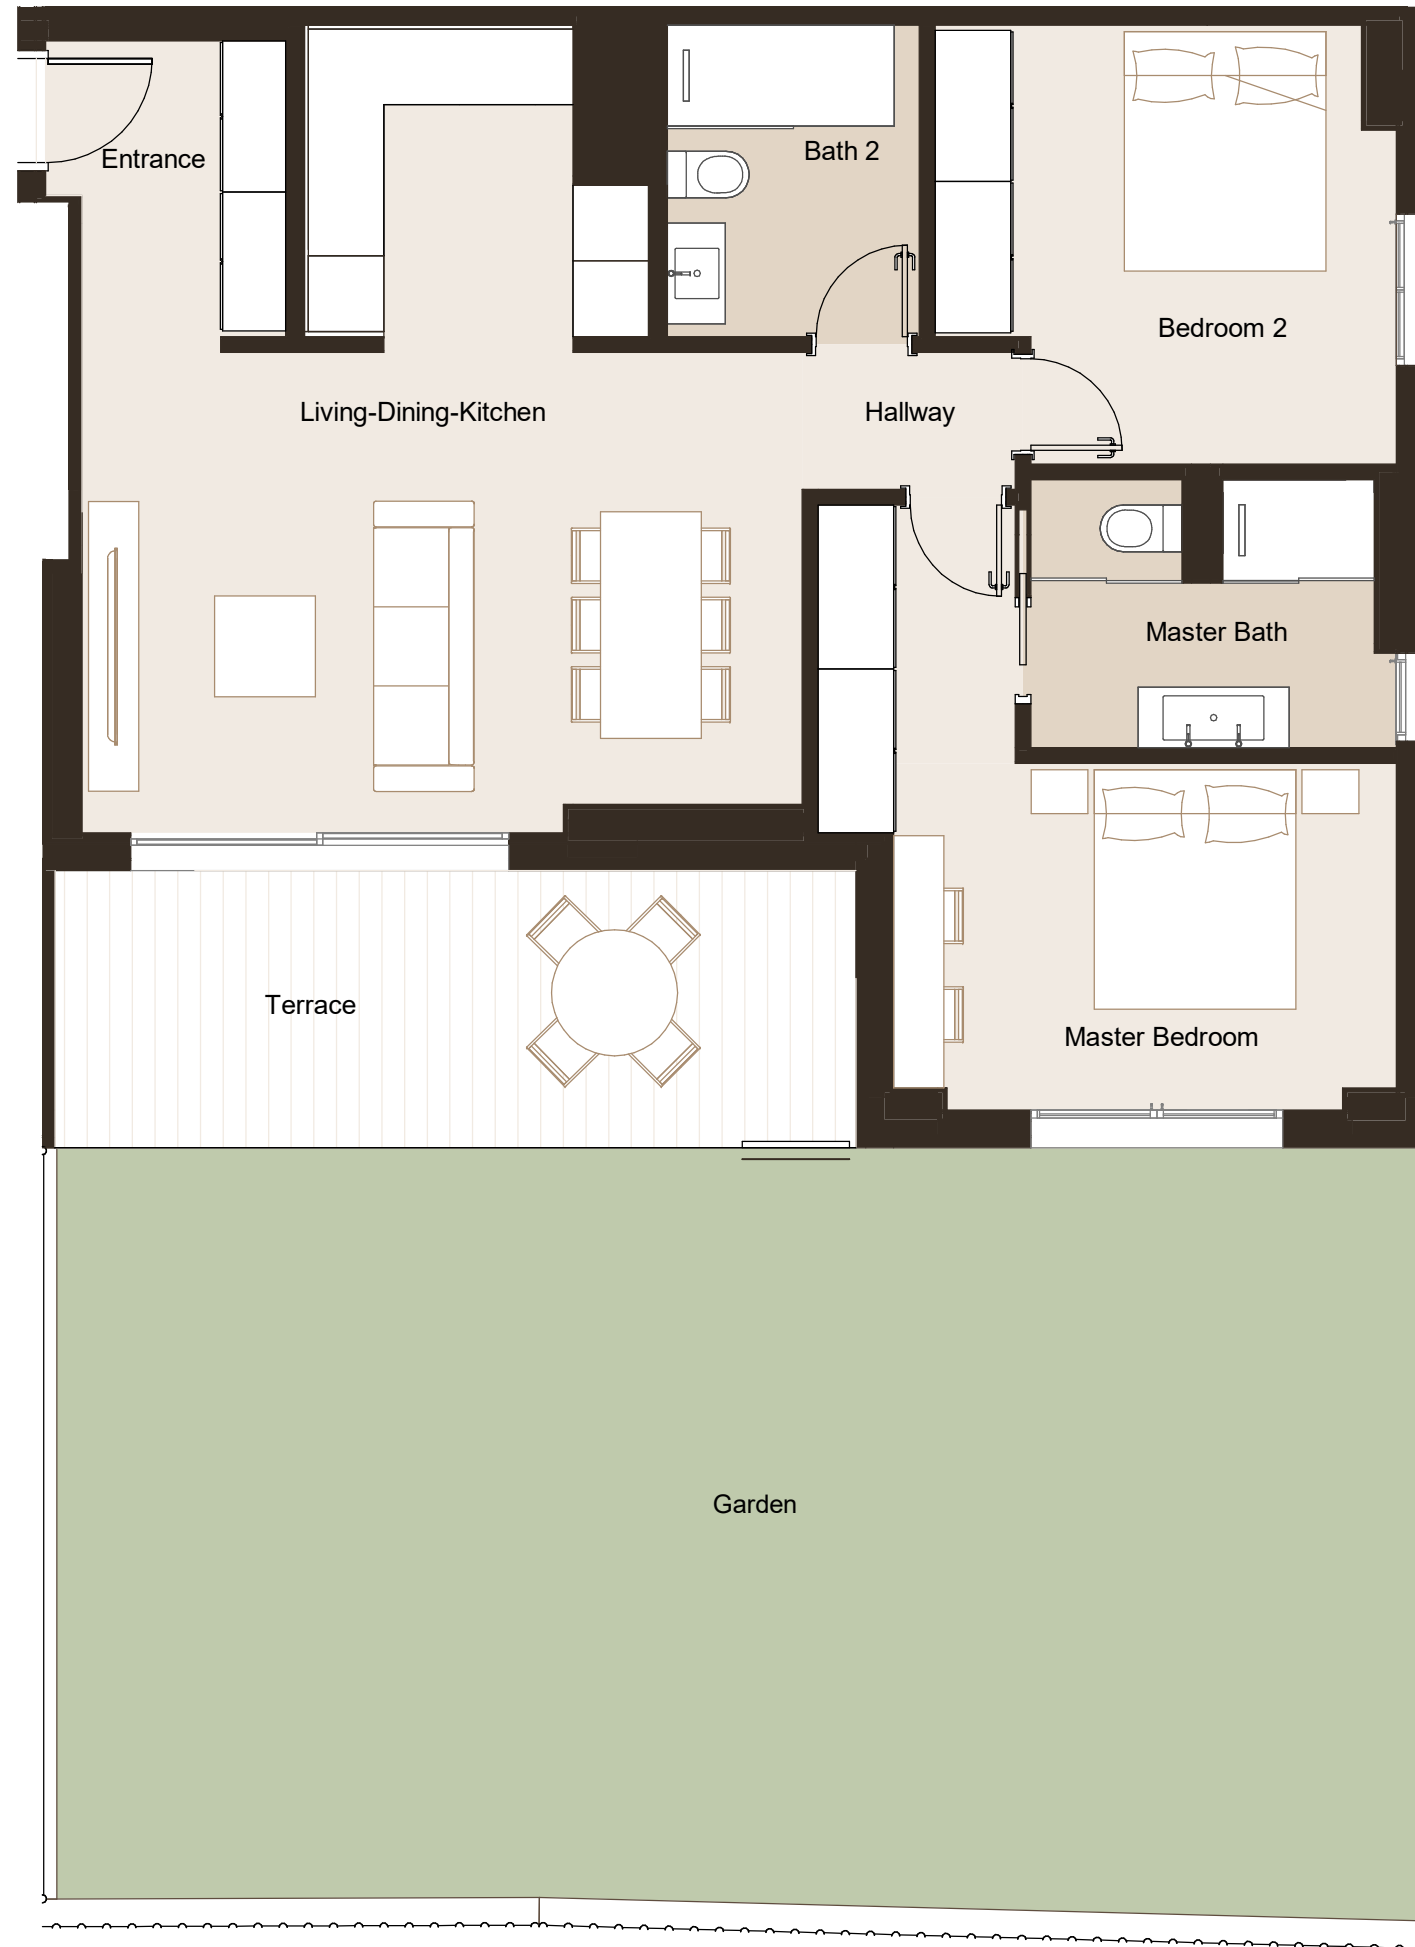 Entrance
Bath 2
Bedroom 2
Living-Dining-Kitchen
Hallway
Master Bath
Terrace
Master Bedroom
Garden